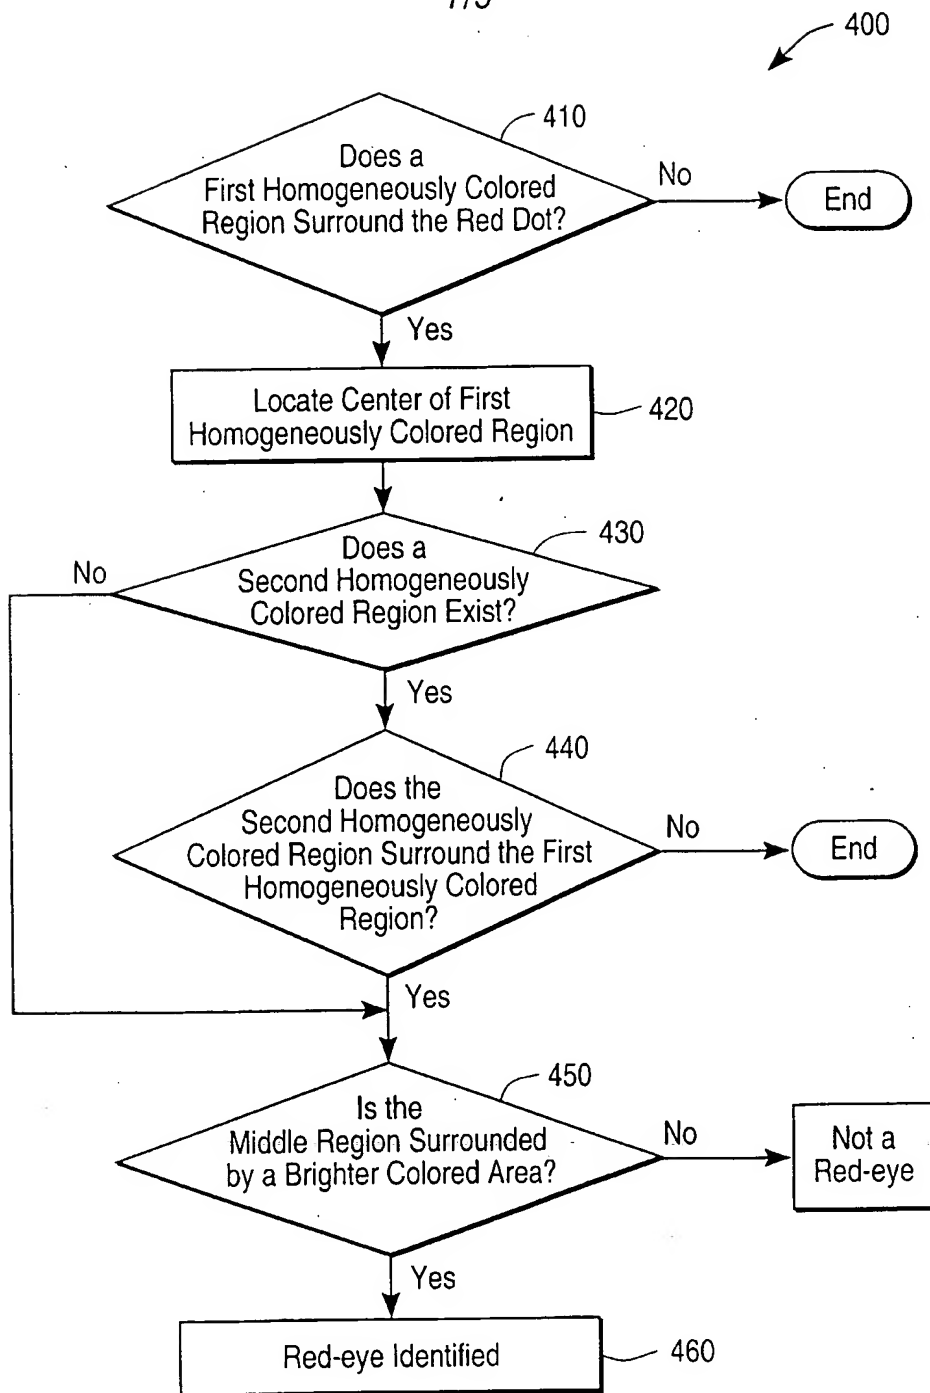 400
410
Does a
First Homogeneously Colored
Region Surround the Red Dot?
No
End
Yes
Locate Center of First
Homogeneously Colored Region
420
430
Does a
Second Homogeneously
Colored Region Exist?
No
Yes
440
Does the
Second Homogeneously
Colored Region Surround the First
Homogeneously Colored
Region?
No
End
Yes
450
Is the
Middle Region Surrounded
by a Brighter Colored Area?
No
Not a
Red-eye
Yes
Red-eye Identified
460